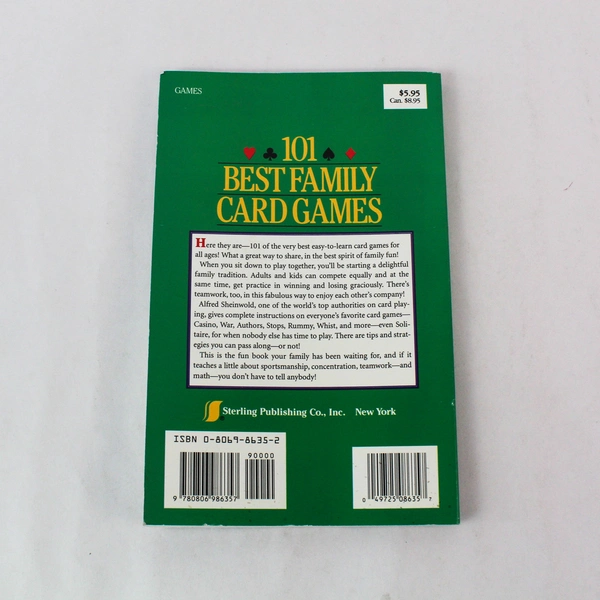 GAMES
$5.95
Can. $8.95
101
BEST FAMILY
CARD GAMES
Here they are—101 of the very best easy-to-learn card games for
all ages! What a great way to share, in the best spirit of family fun!
When you sit down to play together, you'll be starting a delightful
family tradition. Adults and kids can compete equally and at the
same time, get practice in winning and losing graciously. There's
teamwork, too, in this fabulous way to enjoy each other's company!
Alfred Sheinwold, one of the world's top authorities on card play-
ing, gives complete instructions on everyone's favorite card games—
Casino, War, Authors, Stops, Rummy, Whist, and more—even Soli-
taire, for when nobody else has time to play. There are tips and strat-
egies you can pass along—or not!
This is the fun book your family has been waiting for, and if it
teaches a little about sportsmanship, concentration, teamwork—and
math—you don't have to tell anybody!
Sterling Publishing Co., Inc. New York
ISBN 0-8069-8635-2
90000
9 780806 986357
0 49725 08635 7